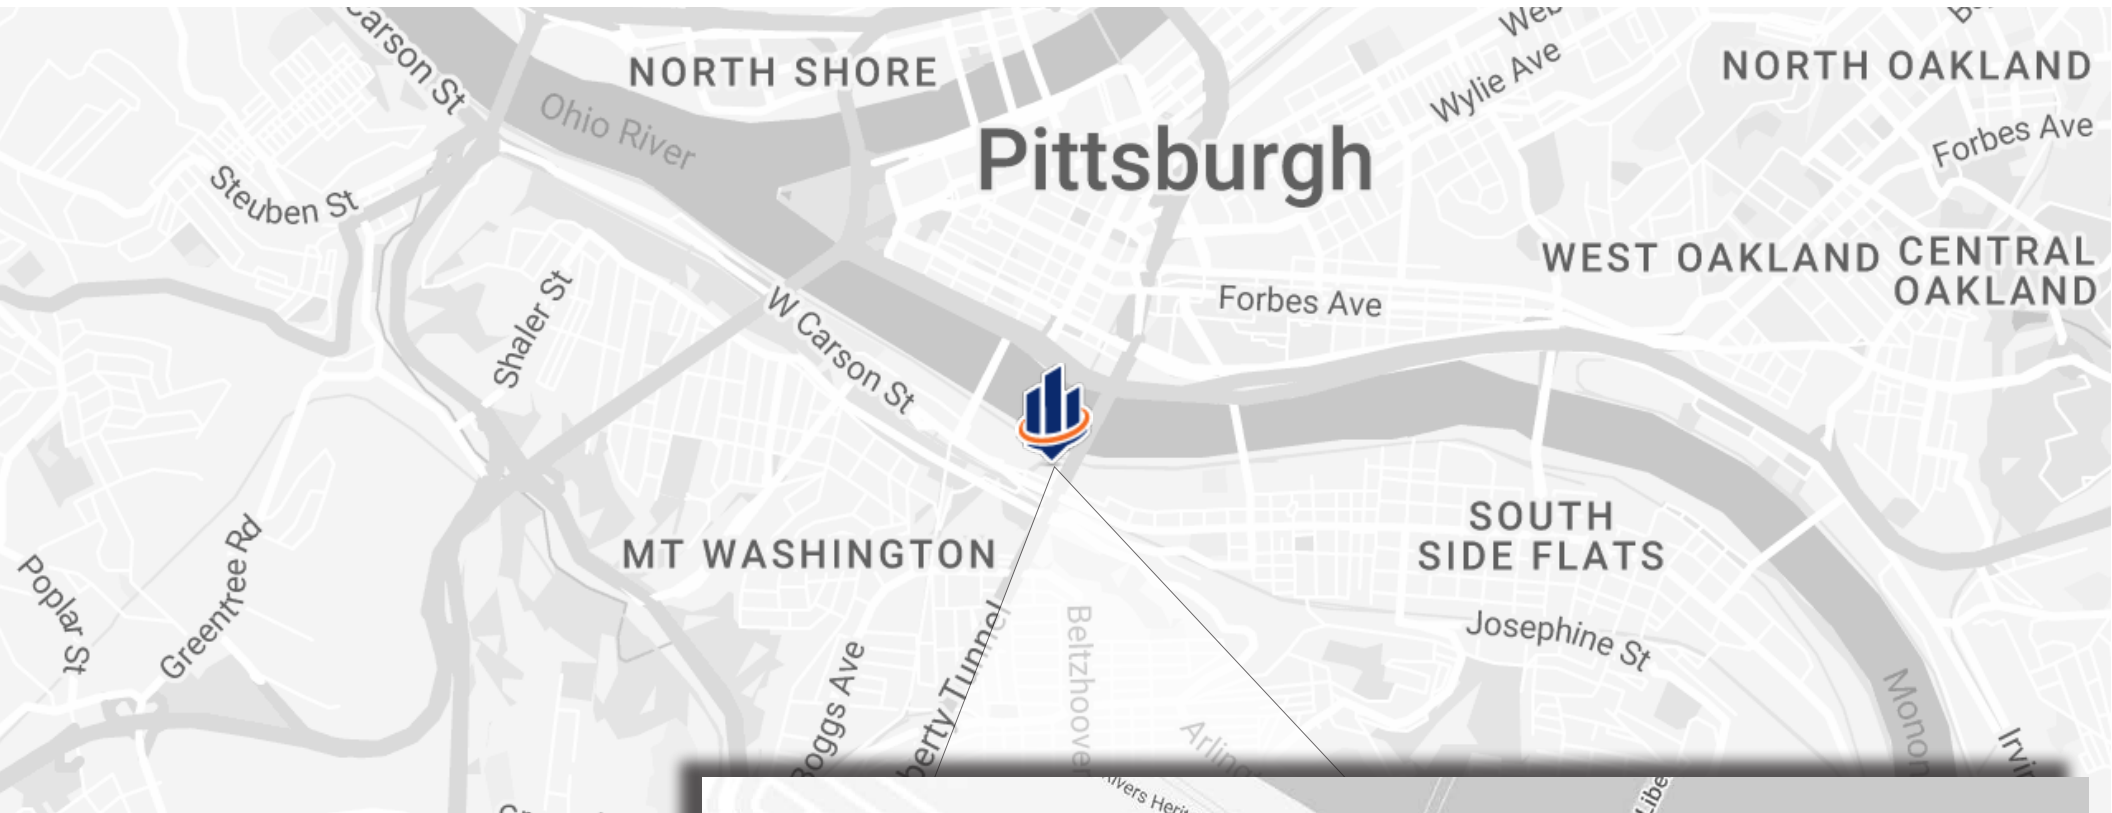 Carson St
NORTH SHORE
Ohio River
Pittsburgh
Wylie Ave
NORTH OAKLAND
Forbes Ave
Steuben St
WEST OAKLAND
CENTRAL
OAKLAND
Shaler St
W Carson St
Forbes Ave
SOUTH
SIDE FLATS
MT WASHINGTON
Greentree Rd
Poplar St
Boggs Ave
berty Tunnel
Beltzhoover
Josephine St